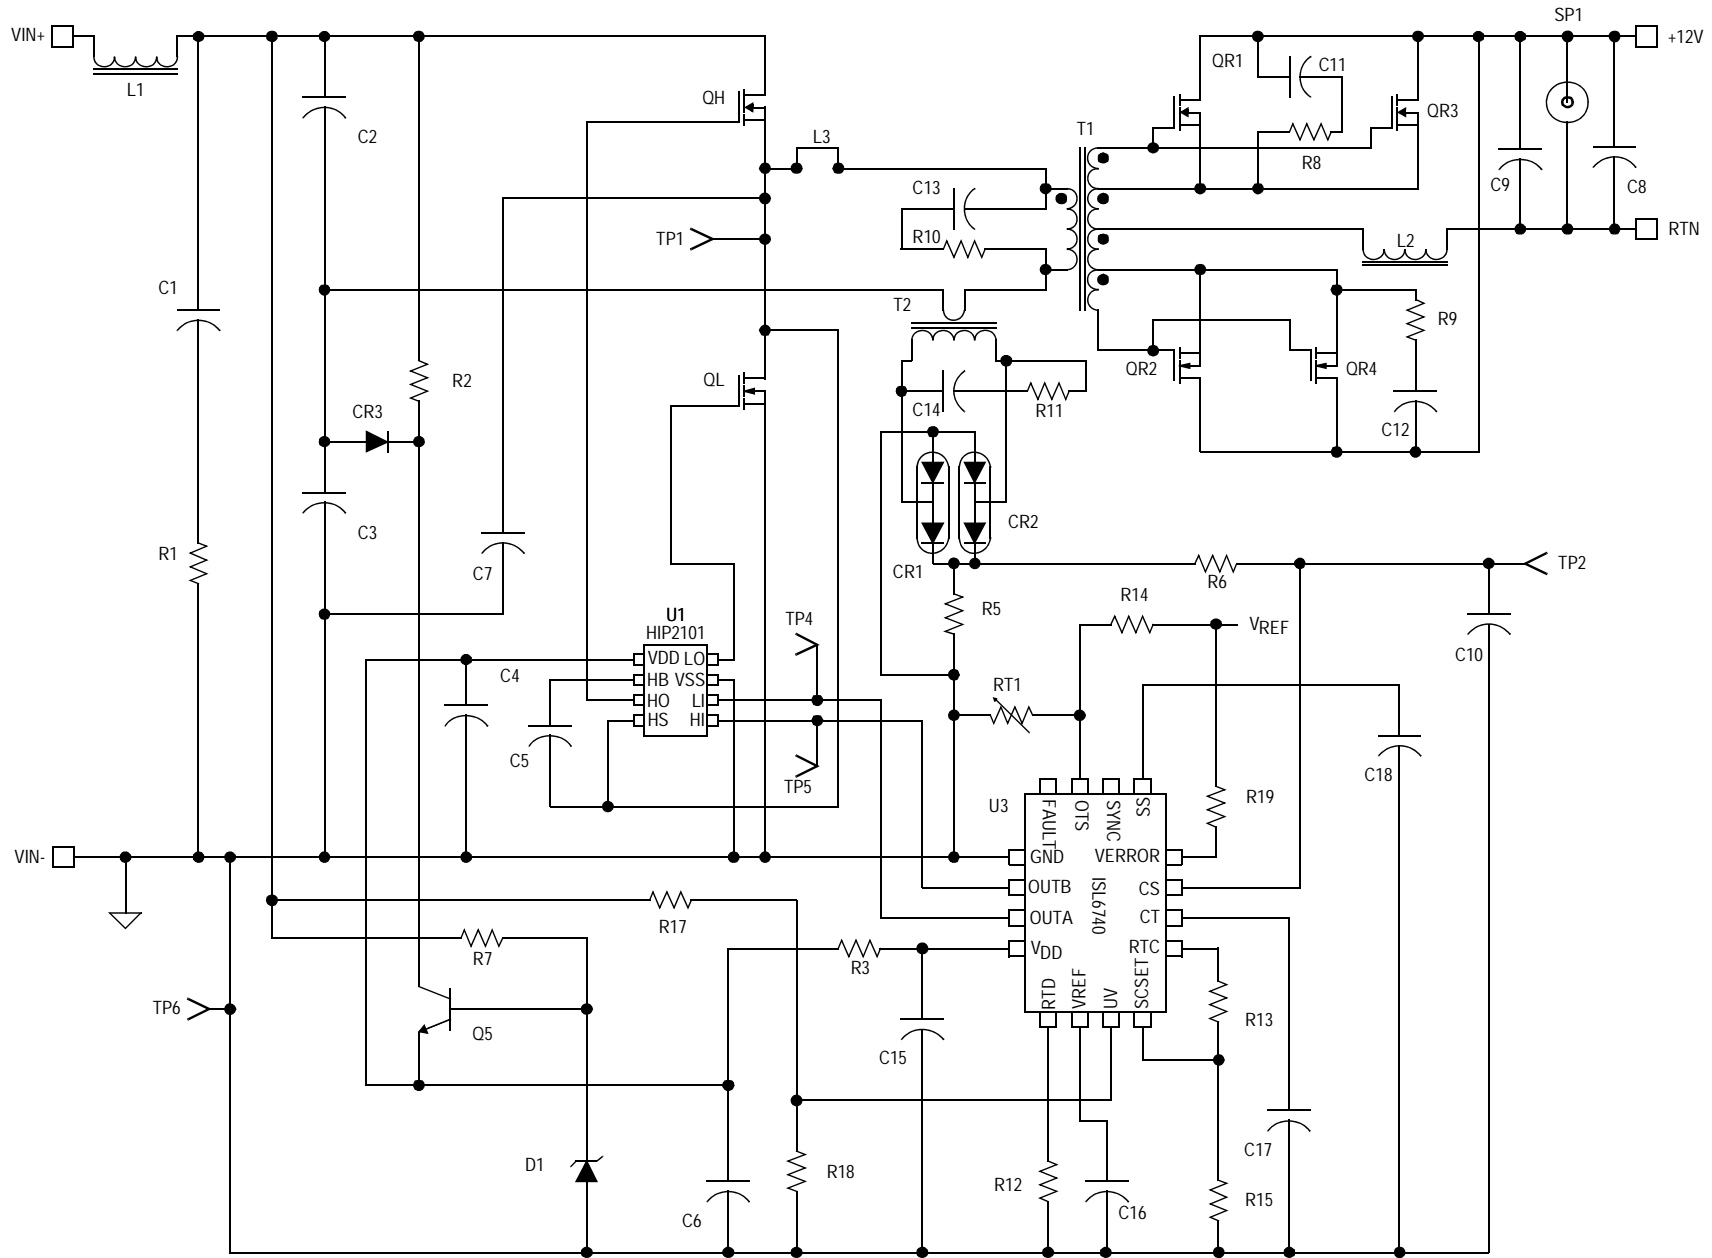 SP1
VIN+
+12V
L1
QR1
C11
QH
QR3
C2
T1
L3
R8
C9
C8
C13
TP1
R10
L2
RTN
C1
T2
R9
QL
R2
QR2
QR4
CR3
C14
R11
C12
CR2
C3
R1
C7
CR1
R6
TP2
U1
HIP2101
TP4
R5
R14
VREF
C10
VDD LO
HB VSS
HO LI
HS HI
C4
RT1
C5
TP5
C18
U3
R19
FAULT
OTS
SYNC
SS
VIN-
GND
VERROR
OUTB
CS
OUTA
CT
VDD
RTC
ISL6740
RTD
VREF
UV
SCSET
R17
R7
R3
TP6
Q5
C15
R13
D1
R18
R12
C16
C17
R15
C6